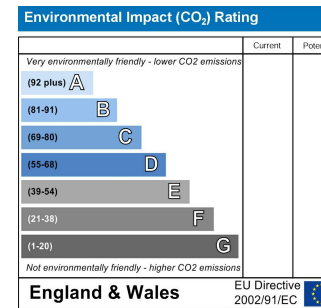 Environmental Impact (CO₂) Rating
Current Poten
Very environmentally friendly - lower CO2 emissions
(92 plus) A
(81-91) B
(69-80) C
(55-68) D
(39-54) E
(21-38) F
(1-20) G
Not environmentally friendly - higher CO2 emissions
England & Wales
EU Directive
2002/91/EC